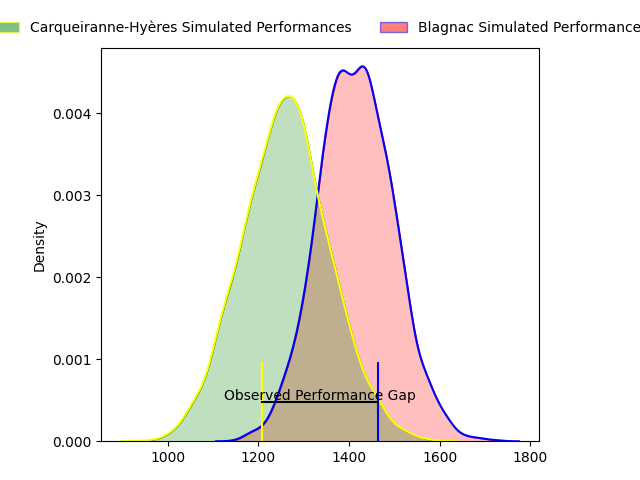 Carqueiranne-Hyères Simulated Performances
Blagnac Simulated Performance
Density
0.004
0.003
0.002
0.001
0.000
Observed Performance Gap
1000 1200 1400 1600 1800